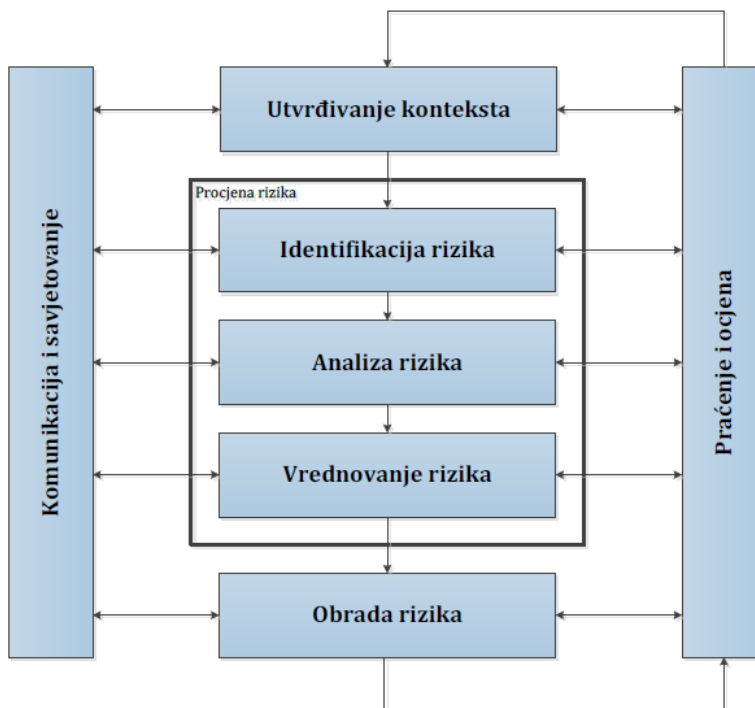 Utvrđivanje konteksta
Procjena rizika
Identifikacija rizika
Analiza rizika
Vrednovanje rizika
Obrada rizika
Komunikacija i savjetovanje
Praćenje i ocjena